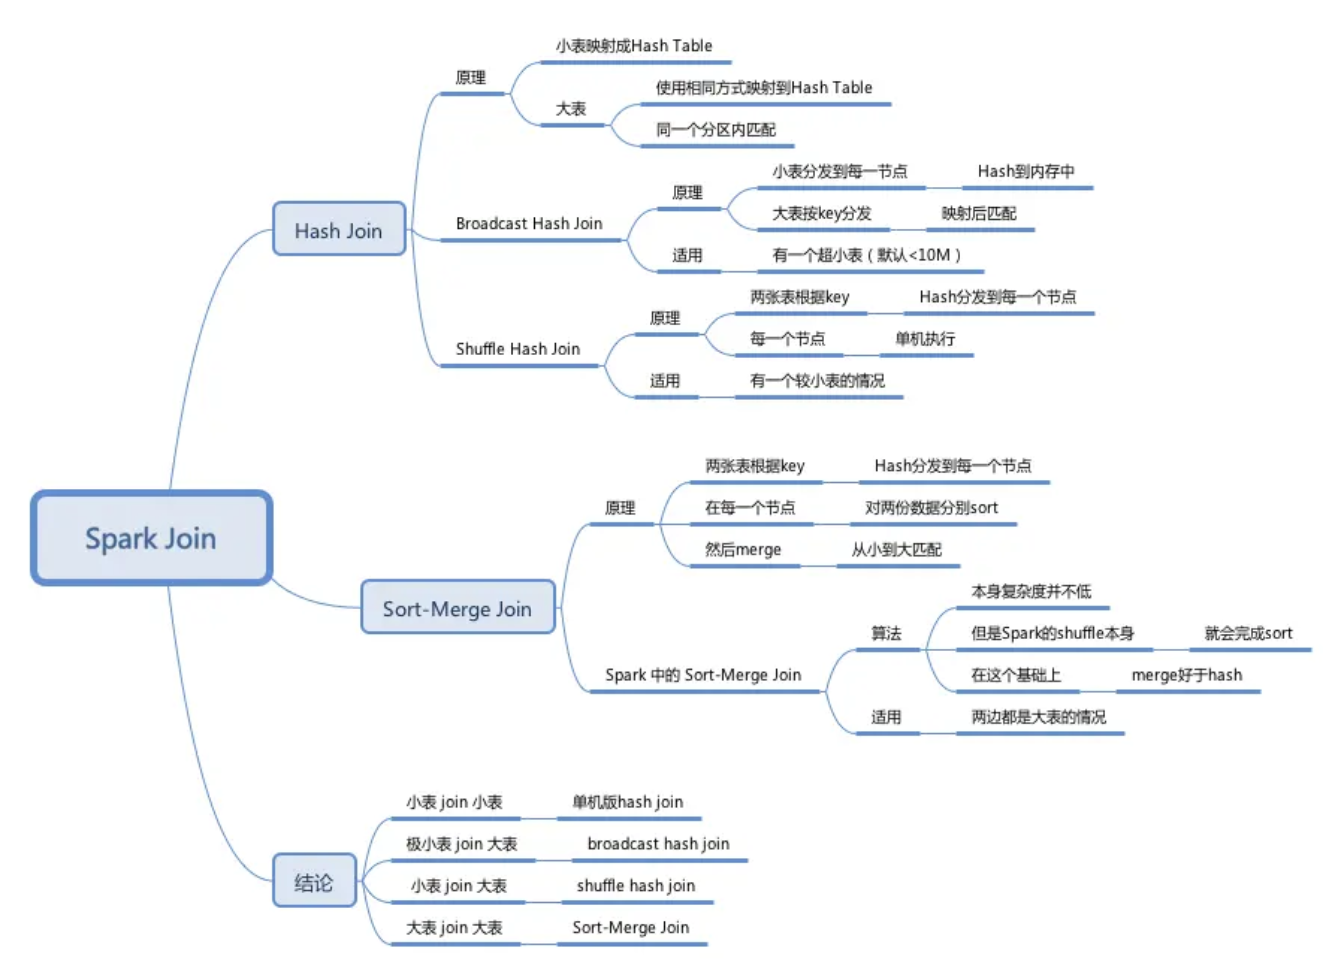 Spark Join
Hash Join
原理
小表映射成Hash Table
大表
使用相同方式映射到Hash Table
同一个分区内匹配
Broadcast Hash Join
原理
小表分发到每一节点
Hash到内存中
大表按key分发
映射后匹配
适用
有一个超小表（默认<10M）
Shuffle Hash Join
原理
两张表根据key
Hash分发到每一个节点
每一个节点
单机执行
适用
有一个较小表的情况
Sort-Merge Join
原理
两张表根据key
Hash分发到每一个节点
在每一个节点
对两份数据分别sort
然后merge
从小到大匹配
Spark 中的 Sort-Merge Join
算法
本身复杂度并不低
但是Spark的shuffle本身
就会完成sort
在这个基础上
merge好于hash
适用
两边都是大表的情况
结论
小表 join 小表
单机版hash join
极小表 join 大表
broadcast hash join
小表 join 大表
shuffle hash join
大表 join 大表
Sort-Merge Join